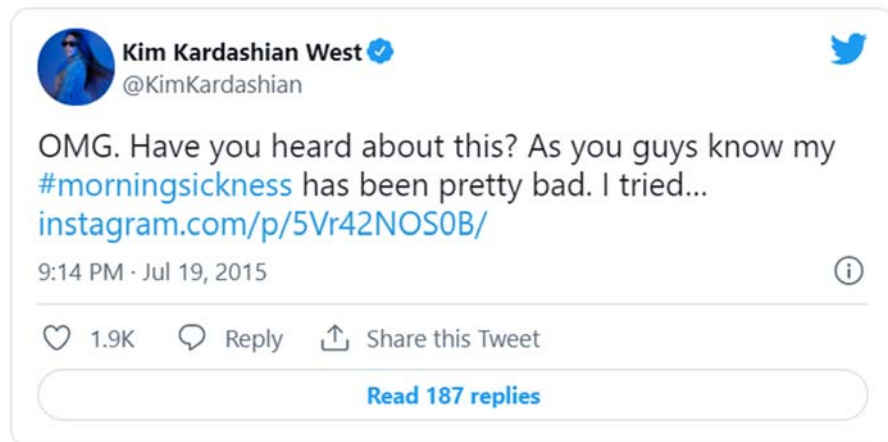 Kim Kardashian West
@KimKardashian
OMG. Have you heard about this? As you guys know my
#morningsickness has been pretty bad. I tried...
instagram.com/p/5Vr42NOS0B/
9:14 PM · Jul 19, 2015
1.9K Reply Share this Tweet
Read 187 replies